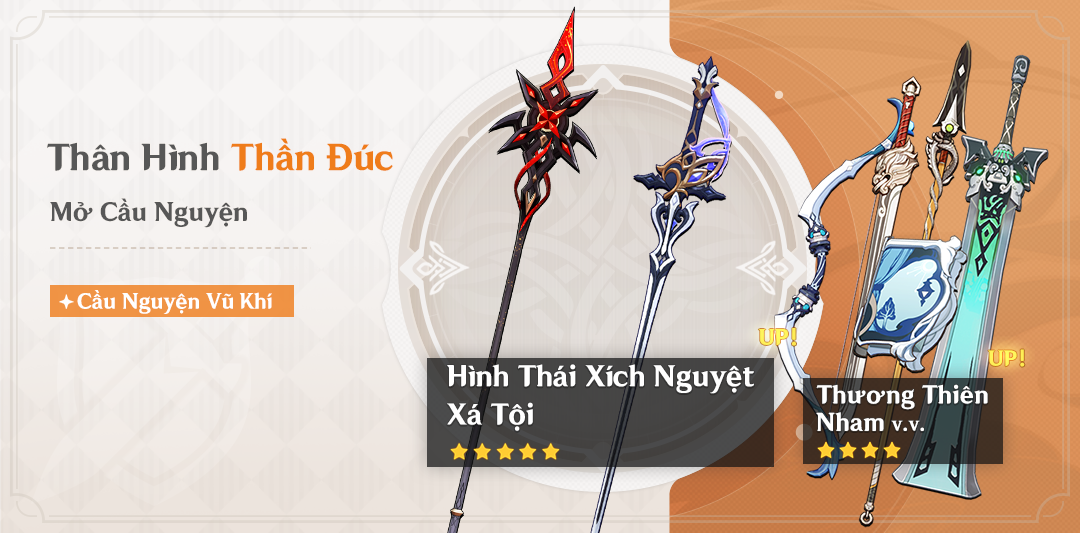 Thân Hình Thần Đúc
Mở Cầu Nguyện
Cầu Nguyện Vũ Khí
UP!
Hình Thái Xích Nguyệt
Xá Tội
UP!
Thương Thiên
Nham v.v.